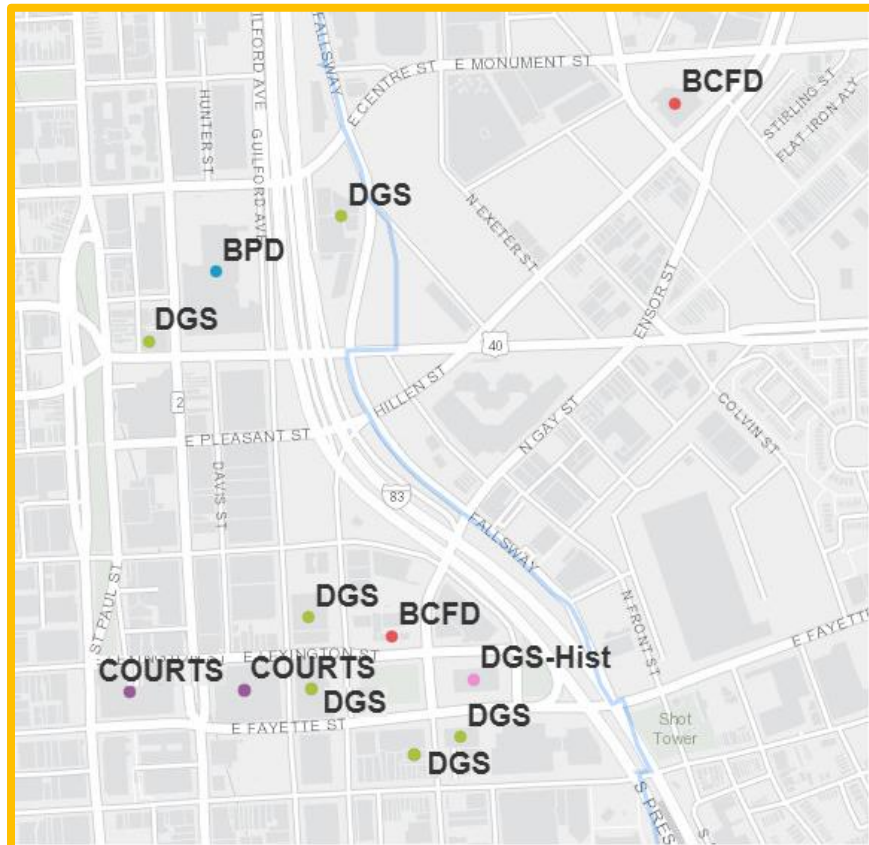 FALLSWAY
GUILFORD AVE
E CENTRE ST
E MONUMENT ST
BCFD
STIRLING ST
FLAT IRON ALY
HUNTER ST
GUILFORD AVE
DGS
N EXETER ST
BPD
ENSOR ST
DGS
40
HILLEN ST
2
COLVIN ST
E PLEASANT ST
N GAY ST
DAVIS ST
83
FALLSWAY
ST PAUL ST
N FRONT ST
DGS
BCFD
E FAYETTE
E LEXINGTON ST
COURTS
COURTS
DGS-Hist
DGS
E FAYETTE ST
DGS
Shot
Tower
DGS
S PRES